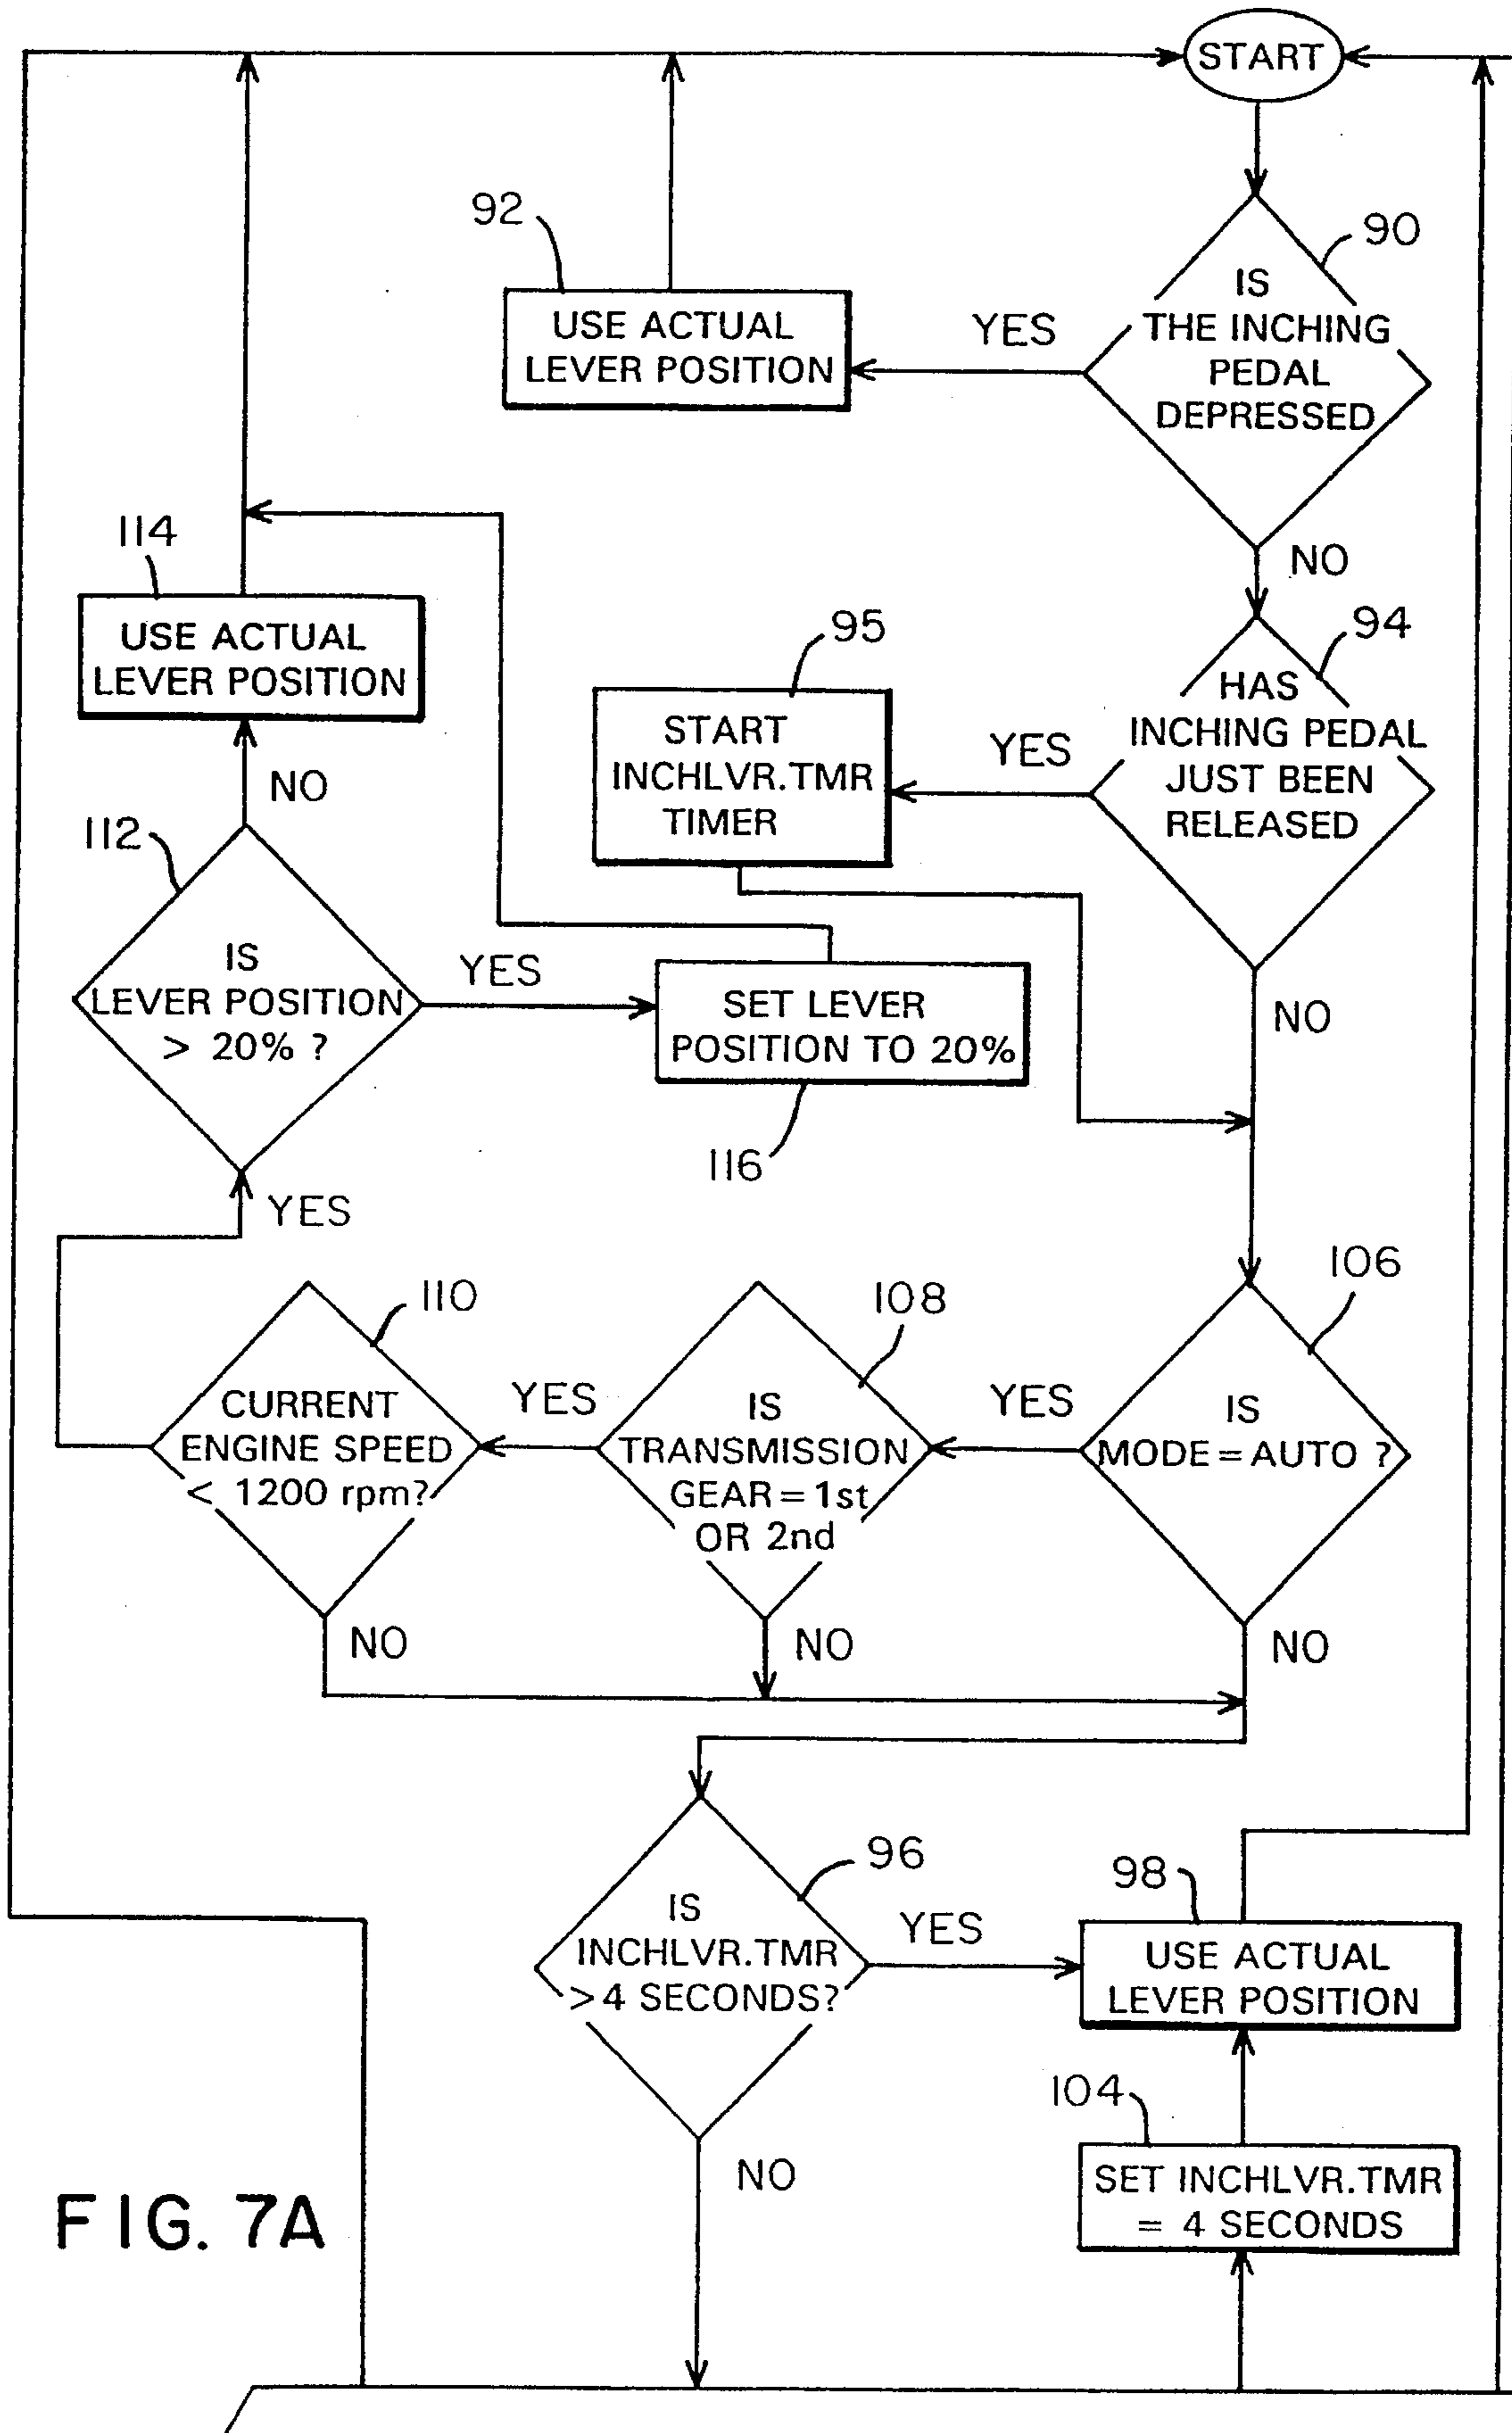 START
90
IS
THE INCHING
PEDAL
DEPRESSED
YES
NO
92
USE ACTUAL
LEVER POSITION
94
HAS
INCHING PEDAL
JUST BEEN
RELEASED
YES
NO
95
START
INCHLVR.TMR
TIMER
114
USE ACTUAL
LEVER POSITION
NO
112
IS
LEVER POSITION
> 20% ?
YES
SET LEVER
POSITION TO 20%
116
YES
106
IS
MODE = AUTO ?
YES
NO
108
IS
TRANSMISSION
GEAR = 1st
OR 2nd
YES
NO
110
CURRENT
ENGINE SPEED
< 1200 rpm?
NO
96
IS
INCHLVR.TMR
>4 SECONDS?
YES
NO
98
USE ACTUAL
LEVER POSITION
104
SET INCHLVR.TMR
= 4 SECONDS
FIG. 7A